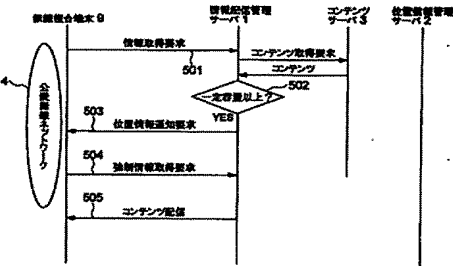 無線複合端末 9
情報配信管理
サーバ 1
コンテンツ
サーバ 3
位置情報管理
サーバ 2
情報取得要求
501
コンテンツ取得要求
コンテンツ
一定容量以上?
502
YES
4
公衆無線ネットワーク
503
位置情報通知要求
504
強制情報取得要求
505
コンテンツ配信